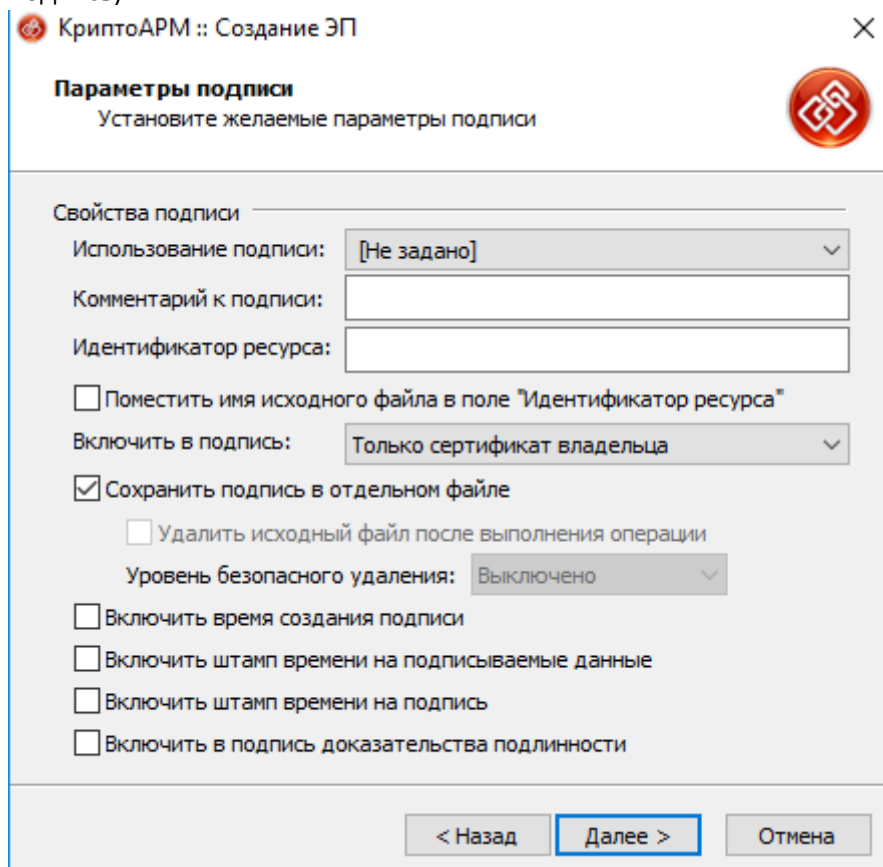 КриптоАРМ :: Создание ЭП
Параметры подписи
Установите желаемые параметры подписи
Свойства подписи
Использование подписи: [Не задано]
Комментарий к подписи:
Идентификатор ресурса:
Поместить имя исходного файла в поле "Идентификатор ресурса"
Включить в подпись: Только сертификат владельца
Сохранить подпись в отдельном файле
Удалить исходный файл после выполнения операции
Уровень безопасного удаления: Выключено
Включить время создания подписи
Включить штамп времени на подписываемые данные
Включить штамп времени на подпись
Включить в подпись доказательства подлинности
< Назад Далее > Отмена